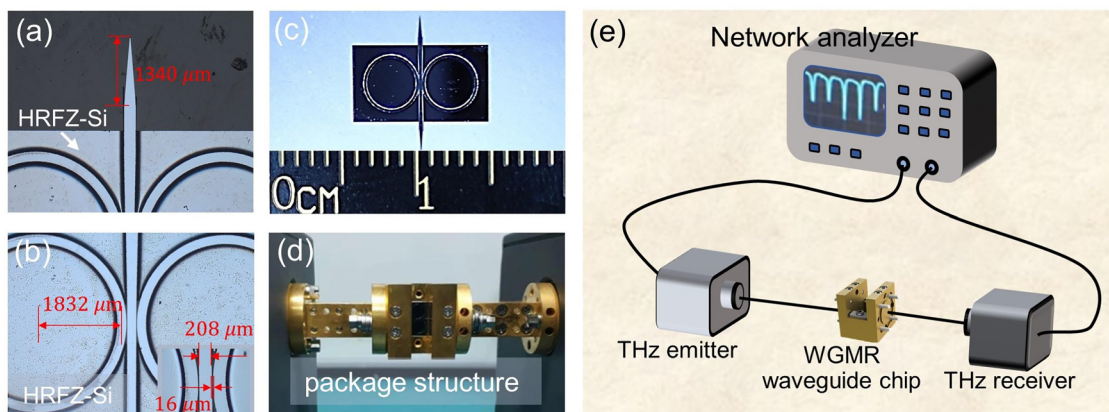 (a)
1340 μm
HRFZ-Si
(b)
1832 μm
208 μm
HRFZ-Si
16 μm
(c)
0CM 1
(d)
package structure
(e)
Network analyzer
THz emitter
WGMR
waveguide chip
THz receiver